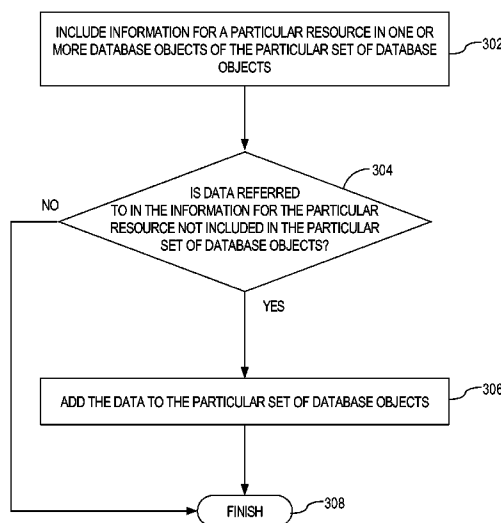 INCLUDE INFORMATION FOR A PARTICULAR RESOURCE IN ONE OR
MORE DATABASE OBJECTS OF THE PARTICULAR SET OF DATABASE
OBJECTS
302
304
NO
IS DATA REFERRED
TO IN THE INFORMATION FOR THE PARTICULAR
RESOURCE NOT INCLUDED IN THE PARTICULAR
SET OF DATABASE OBJECTS?
YES
ADD THE DATA TO THE PARTICULAR SET OF DATABASE OBJECTS
306
FINISH
308